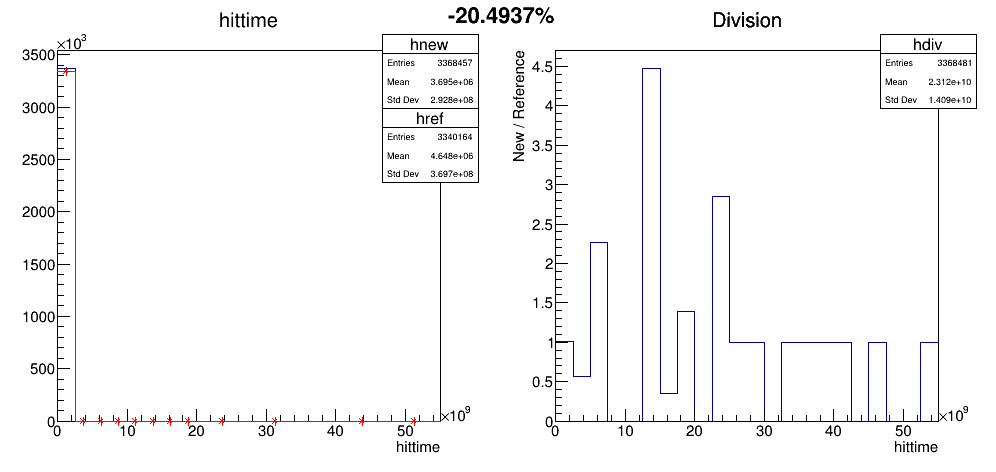 -20.4937%
hittime
×10³
hnew
Entries 3368457
Mean 3.695e+06
Std Dev 2.928e+08
href
Entries 3340164
Mean 4.648e+06
Std Dev 3.697e+08
3500
3000
2500
2000
1500
1000
500
0
0 10 20 30 40 50 ×10⁹
hittime
Division
hdiv
Entries 3368481
Mean 2.312e+10
Std Dev 1.409e+10
New / Reference
4.5
4
3.5
3
2.5
2
1.5
1
0.5
0
0 10 20 30 40 50 ×10⁹
hittime